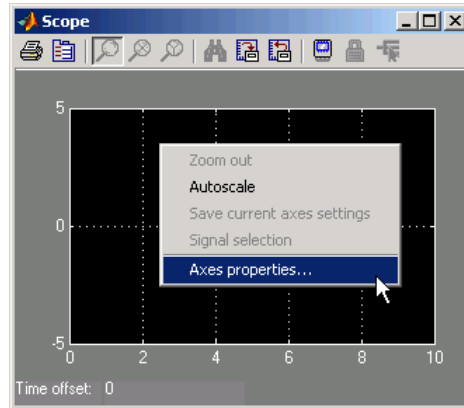 Scope
5
Zoom out
Autoscale
Save current axes settings
0
Signal selection
Axes properties...
-5
0 2 4 6 8 10
Time offset: 0